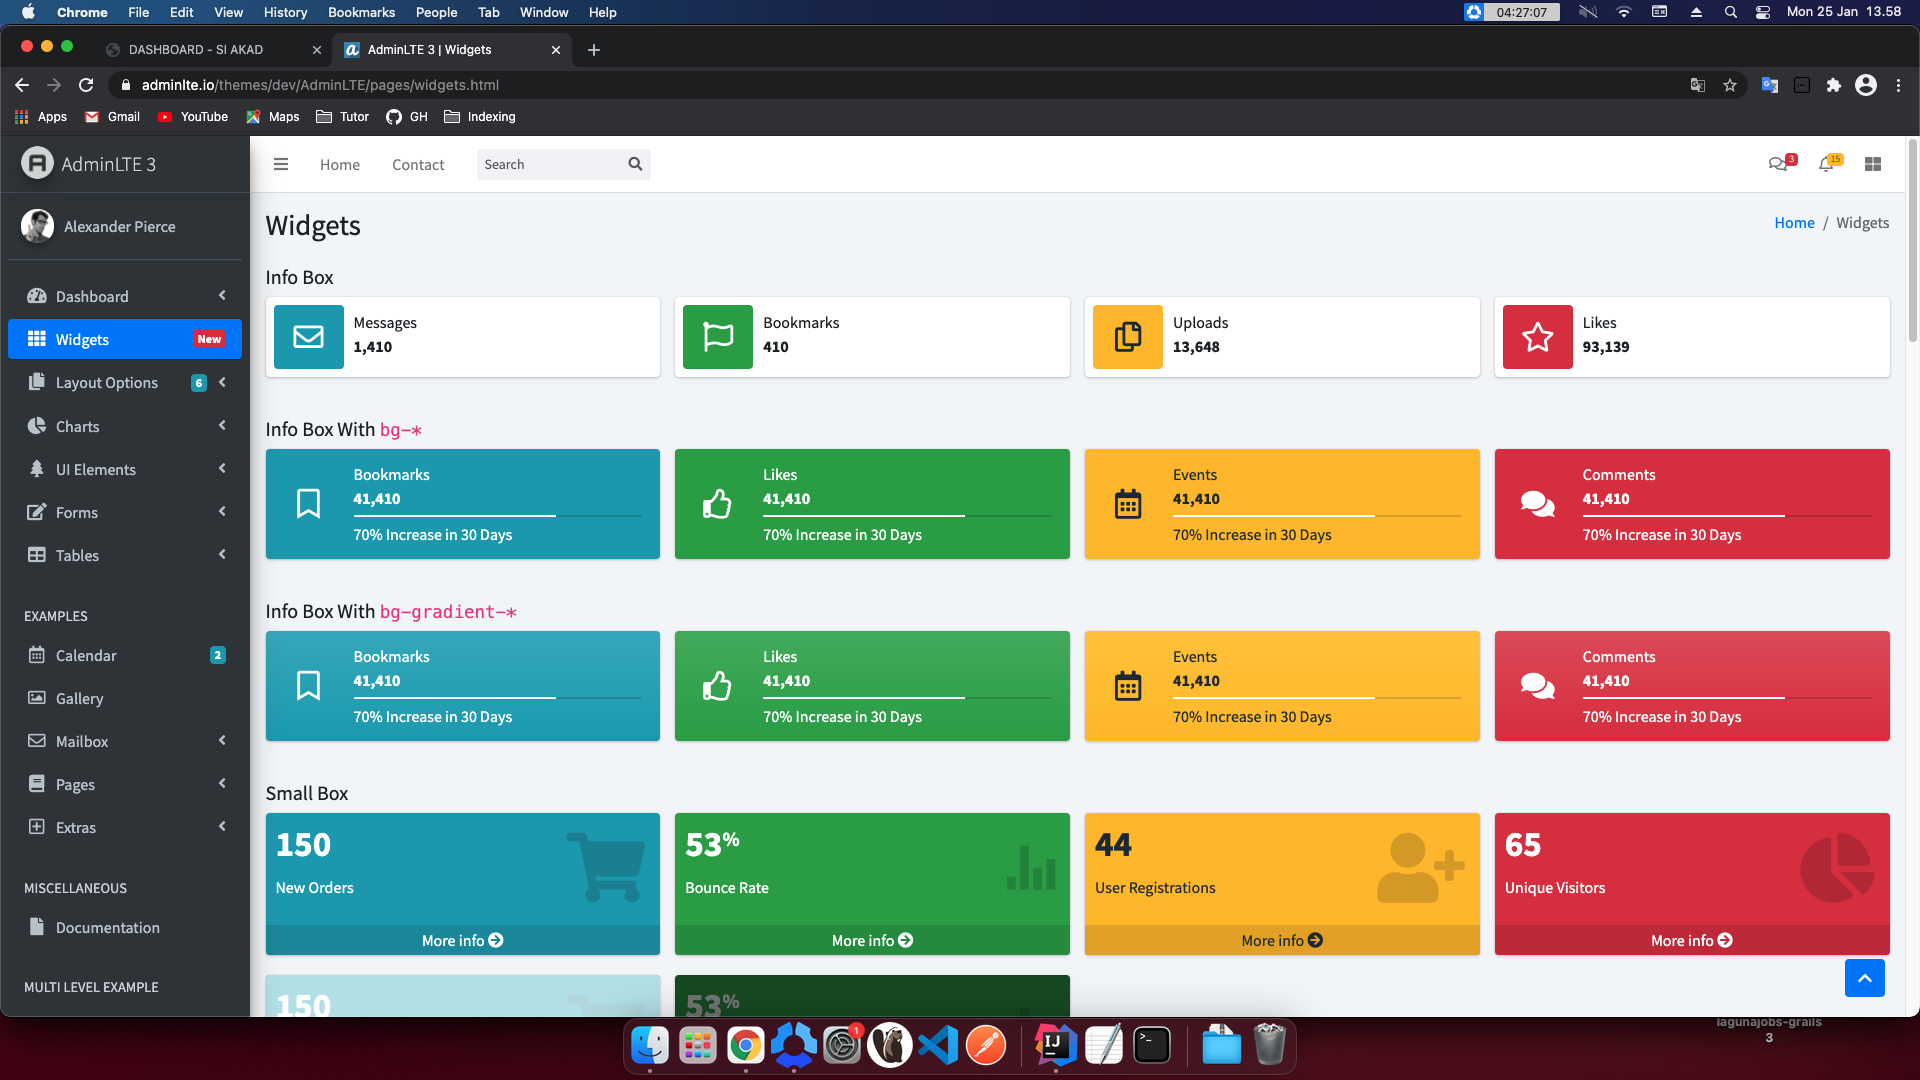 Chrome File Edit View History Bookmarks People Tab Window Help 04:27:07 Mon 25 Jan 13.58
DASHBOARD - SI AKAD AdminLTE 3 | Widgets
adminlte.io/themes/dev/AdminLTE/pages/widgets.html
Apps Gmail YouTube Maps Tutor GH Indexing
AdminLTE 3
Home Contact Search 3 15
Alexander Pierce
Dashboard
Widgets New
Layout Options 6
Charts
UI Elements
Forms
Tables
EXAMPLES
Calendar 2
Gallery
Mailbox
Pages
Extras
MISCELLANEOUS
Documentation
MULTI LEVEL EXAMPLE
Widgets
Home / Widgets
Info Box
Messages
1,410
Bookmarks
410
Uploads
13,648
Likes
93,139
Info Box With bg-*
Bookmarks
41,410
70% Increase in 30 Days
Likes
41,410
70% Increase in 30 Days
Events
41,410
70% Increase in 30 Days
Comments
41,410
70% Increase in 30 Days
Info Box With bg-gradient-*
Bookmarks
41,410
70% Increase in 30 Days
Likes
41,410
70% Increase in 30 Days
Events
41,410
70% Increase in 30 Days
Comments
41,410
70% Increase in 30 Days
Small Box
150
New Orders
More info
53%
Bounce Rate
More info
44
User Registrations
More info
65
Unique Visitors
More info
150
53%
lagunajobs-grails
3
1
IJ